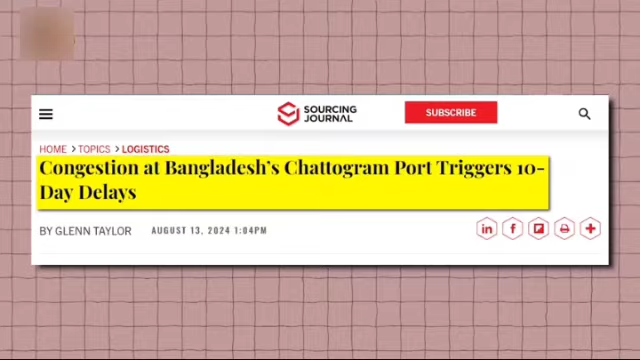 SOURCING
JOURNAL
SUBSCRIBE
HOME > TOPICS > LOGISTICS
Congestion at Bangladesh's Chattogram Port Triggers 10-
Day Delays
BY GLENN TAYLOR AUGUST 13, 2024 1:04PM